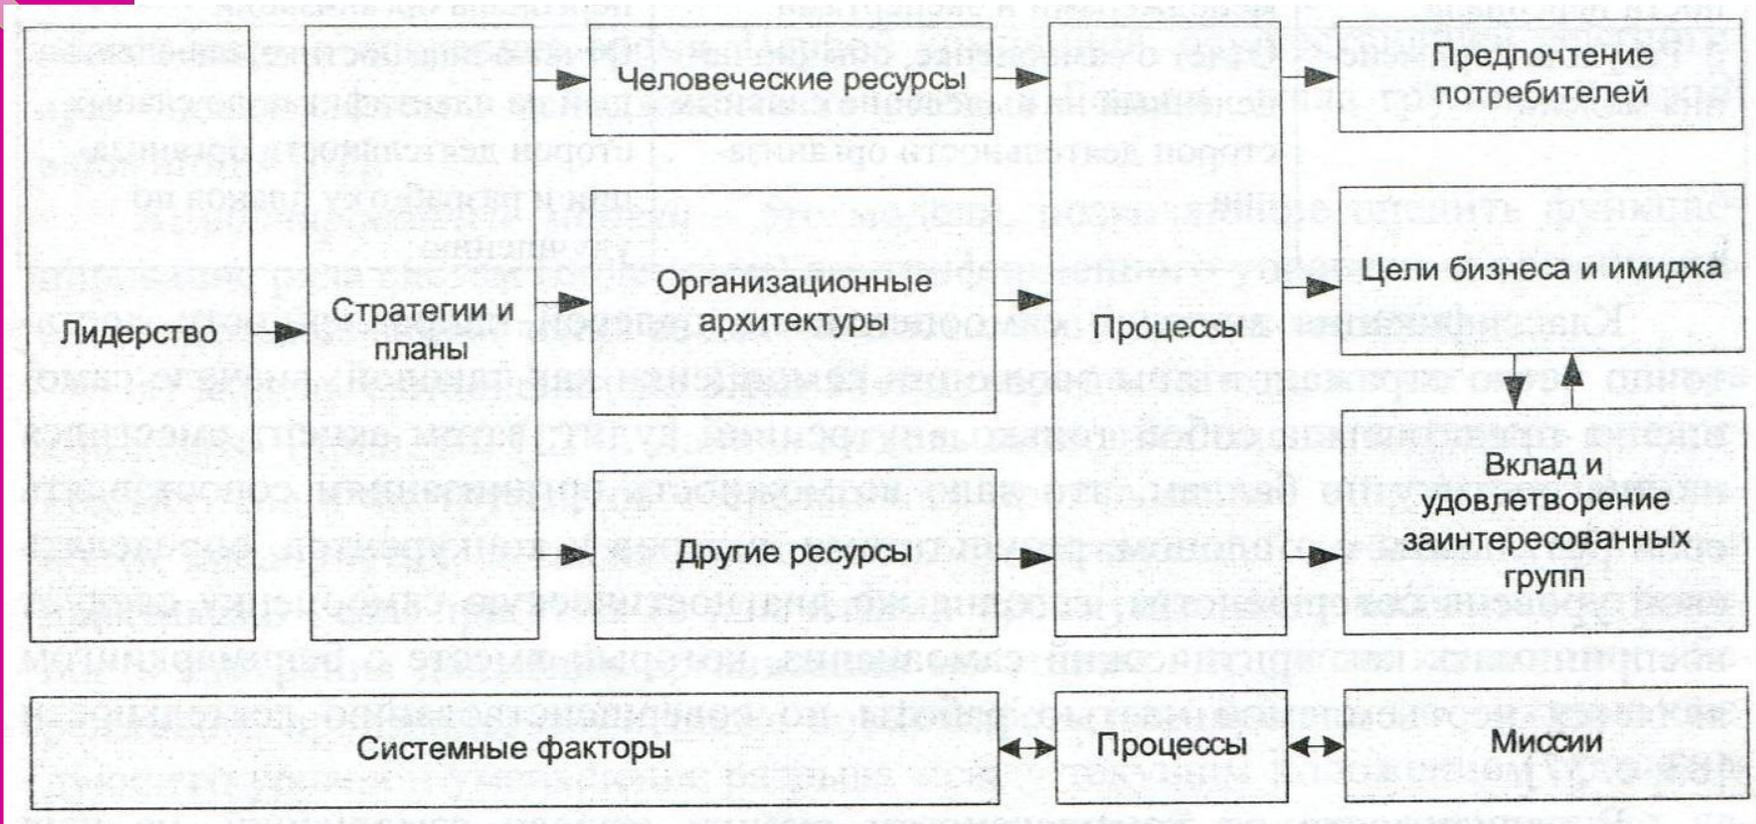 Лидерство
Стратегии и
планы
Человеческие ресурсы
Организационные
архитектуры
Другие ресурсы
Процессы
Предпочтение
потребителей
Цели бизнеса и имиджа
Вклад и
удовлетворение
заинтересованных
групп
Системные факторы
Процессы
Миссии